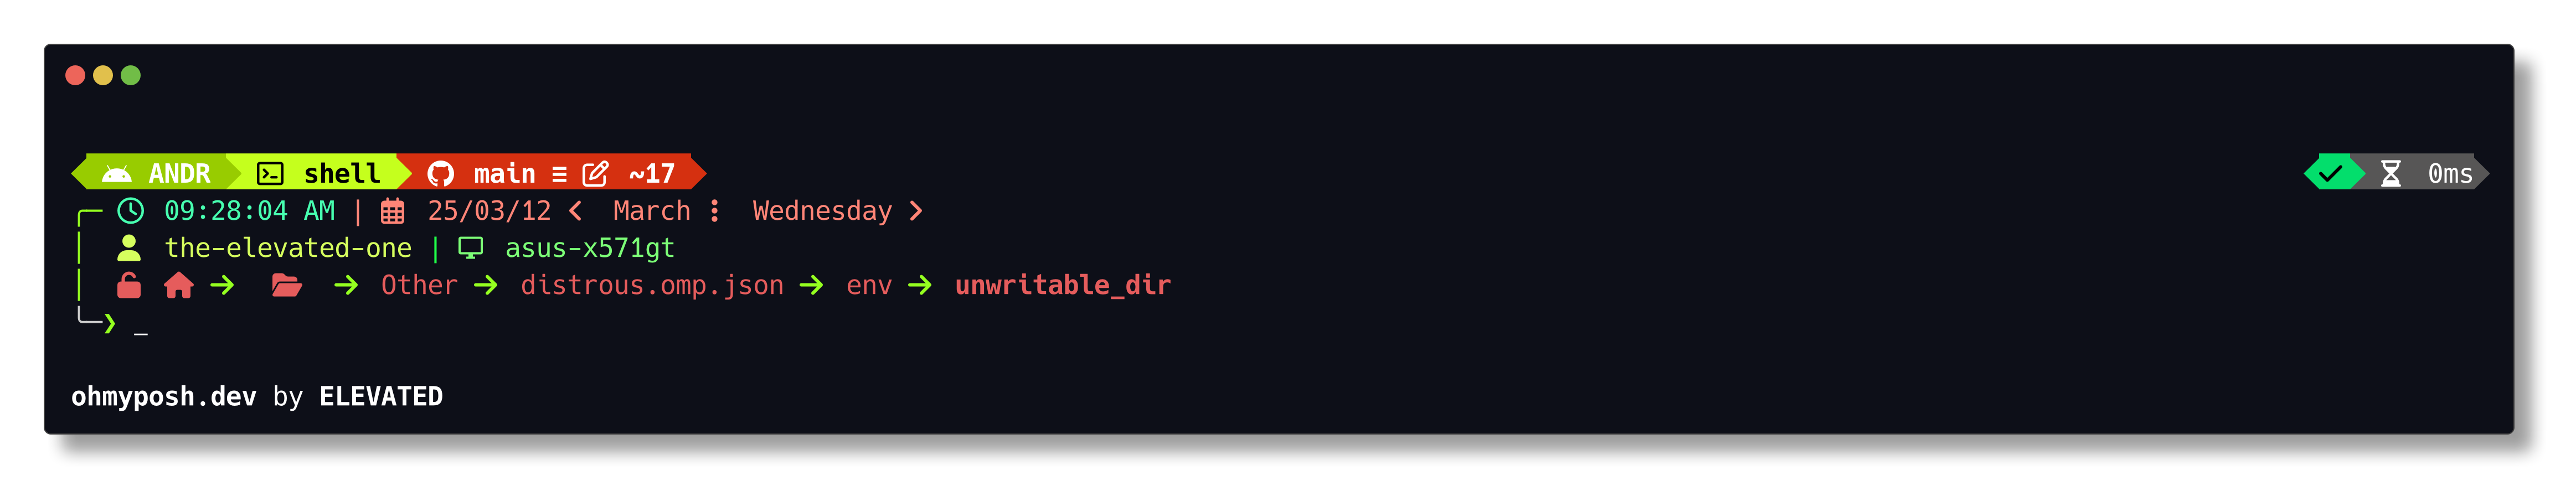 ANDR shell main ≡ ~17 0ms
09:28:04 AM | 25/03/12 < March ⋮ Wednesday >
the-elevated-one | asus-x571gt
→ → Other → distrous.omp.json → env → unwritable_dir
❯ _
ohmyposh.dev by ELEVATED